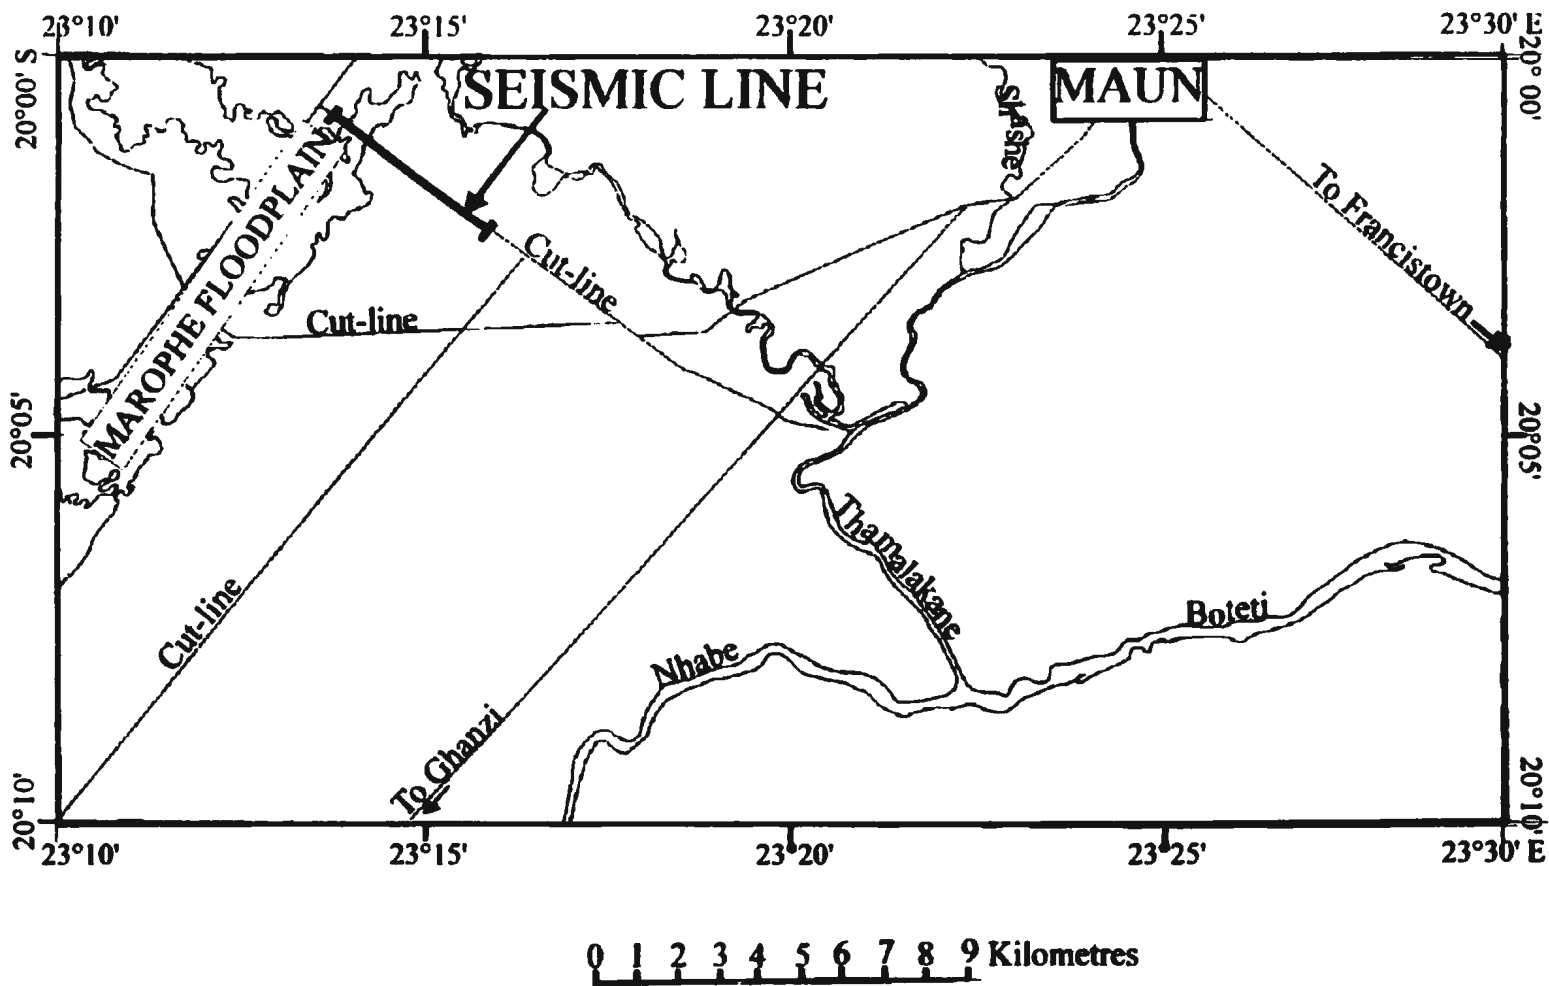 23°10' 23°15' 23°20' 23°25' 23°30' E
20°00' S
20° 00'
SEISMIC LINE
MAUN
Shashe
To Francistown
MAROPHE FLOODPLAIN
Cut-line
Cut-line
20°05'
20°05'
Thamalakane
Cut-line
Boteti
Nhabe
To Ghanzi
20°10'
20°10'
23°10' 23°15' 23°20' 23°25' 23°30' E
0 1 2 3 4 5 6 7 8 9 Kilometres